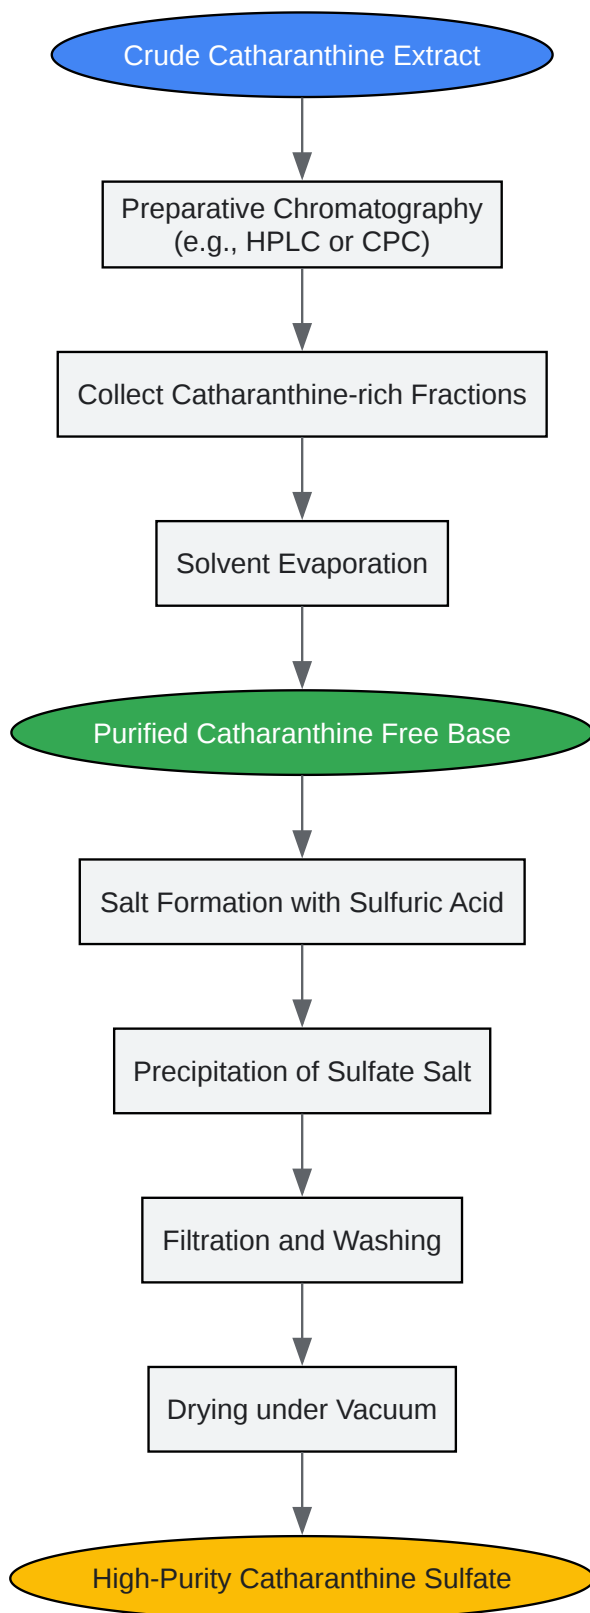 Crude Catharanthine Extract
Preparative Chromatography
(e.g., HPLC or CPC)
Collect Catharanthine-rich Fractions
Solvent Evaporation
Purified Catharanthine Free Base
Salt Formation with Sulfuric Acid
Precipitation of Sulfate Salt
Filtration and Washing
Drying under Vacuum
High-Purity Catharanthine Sulfate